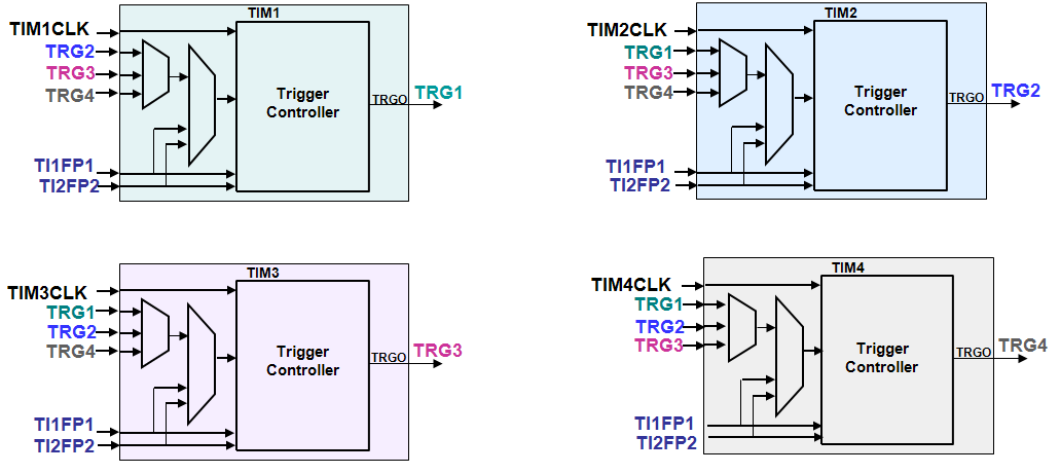 TIM1
TIM1CLK
TRG2
TRG3
TRG4
Trigger
Controller
TRGO
TRG1
TI1FP1
TI2FP2
TIM2
TIM2CLK
TRG1
TRG3
TRG4
Trigger
Controller
TRGO
TRG2
TI1FP1
TI2FP2
TIM3
TIM3CLK
TRG1
TRG2
TRG4
Trigger
Controller
TRGO
TRG3
TI1FP1
TI2FP2
TIM4
TIM4CLK
TRG1
TRG2
TRG3
Trigger
Controller
TRGO
TRG4
TI1FP1
TI2FP2